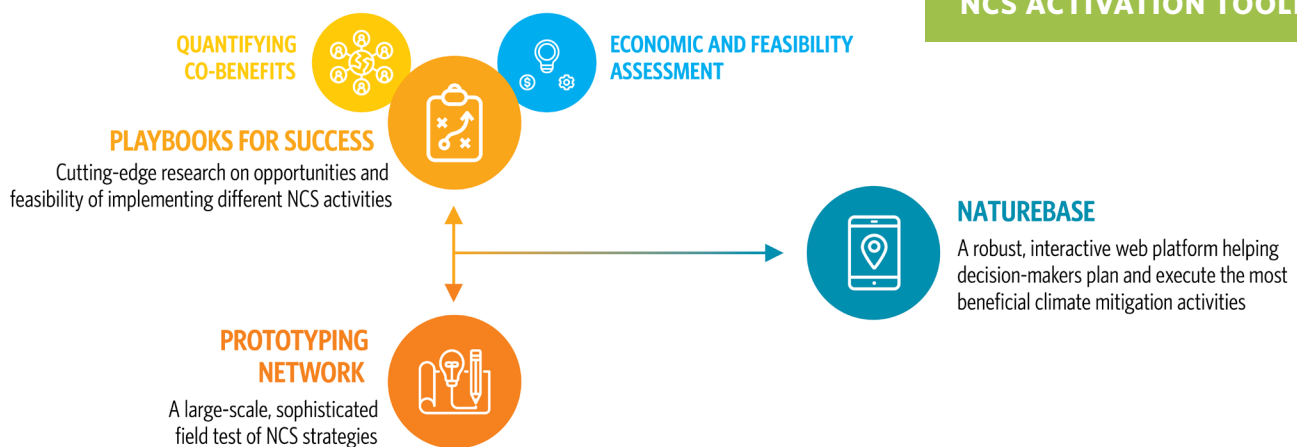 NCS ACTIVATION
QUANTIFYING
CO-BENEFITS
ECONOMIC AND FEASIBILITY
ASSESSMENT
PLAYBOOKS FOR SUCCESS
Cutting-edge research on opportunities and
feasibility of implementing different NCS activities
NATUREBASE
A robust, interactive web platform helping
decision-makers plan and execute the most
beneficial climate mitigation activities
PROTOTYPING
NETWORK
A large-scale, sophisticated
field test of NCS strategies